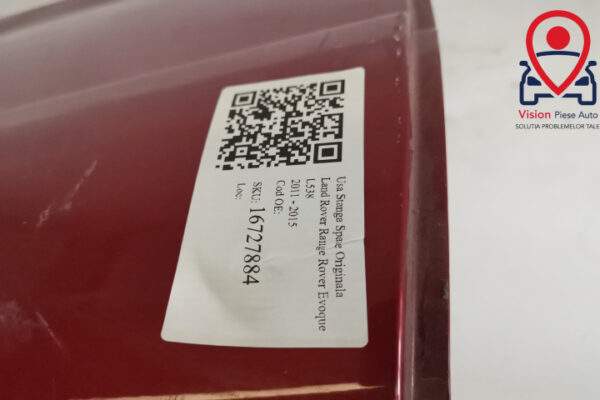 Usa Stanga Spate Originala
Land Rover Range Rover Evoque
L538
2011 - 2015
Cod OE:
SKU: 16727884
Loc:
Vision Piese Auto
SOLUTIA PROBLEMELOR TALE